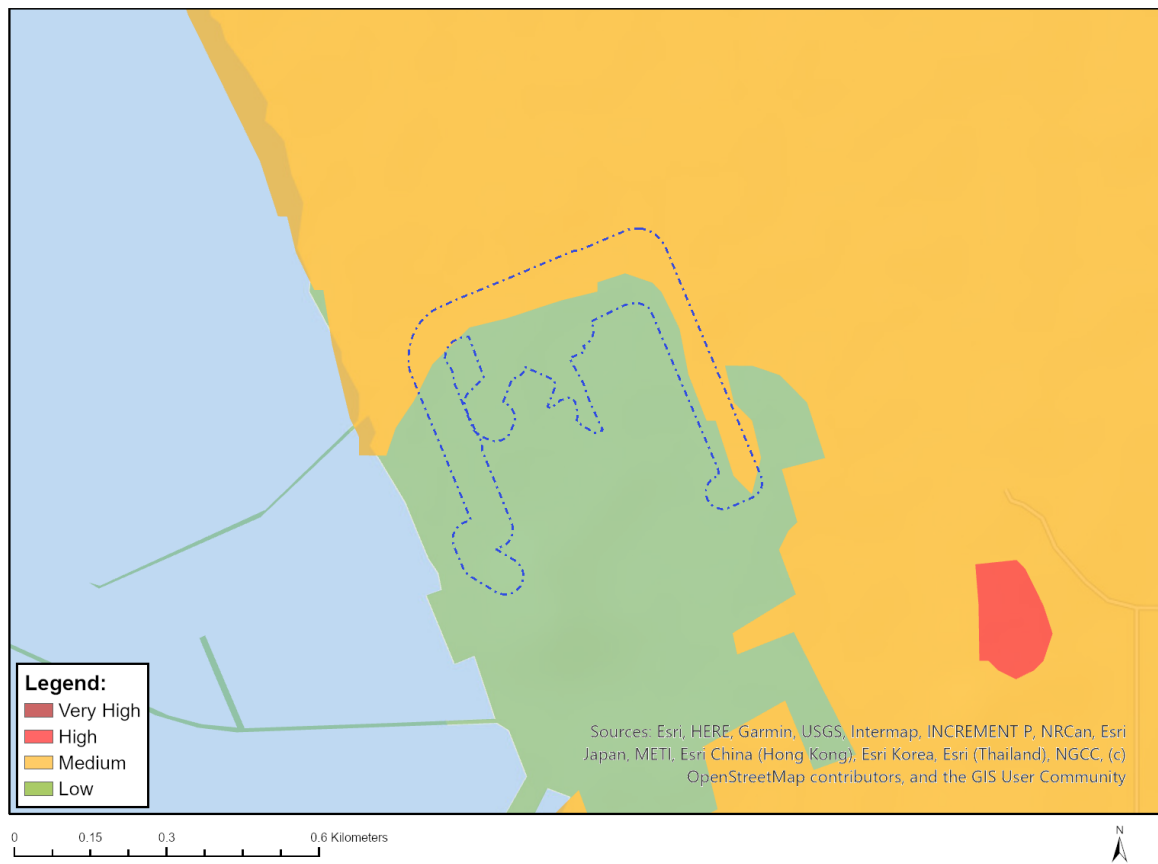 Legend:
Very High
High
Medium
Low
Sources: Esri, HERE, Garmin, USGS, Intermap, INCREMENT P, NRCan, Esri
Japan, METI, Esri China (Hong Kong), Esri Korea, Esri (Thailand), NGCC, (c)
OpenStreetMap contributors, and the GIS User Community
0 0.15 0.3 0.6 Kilometers
N